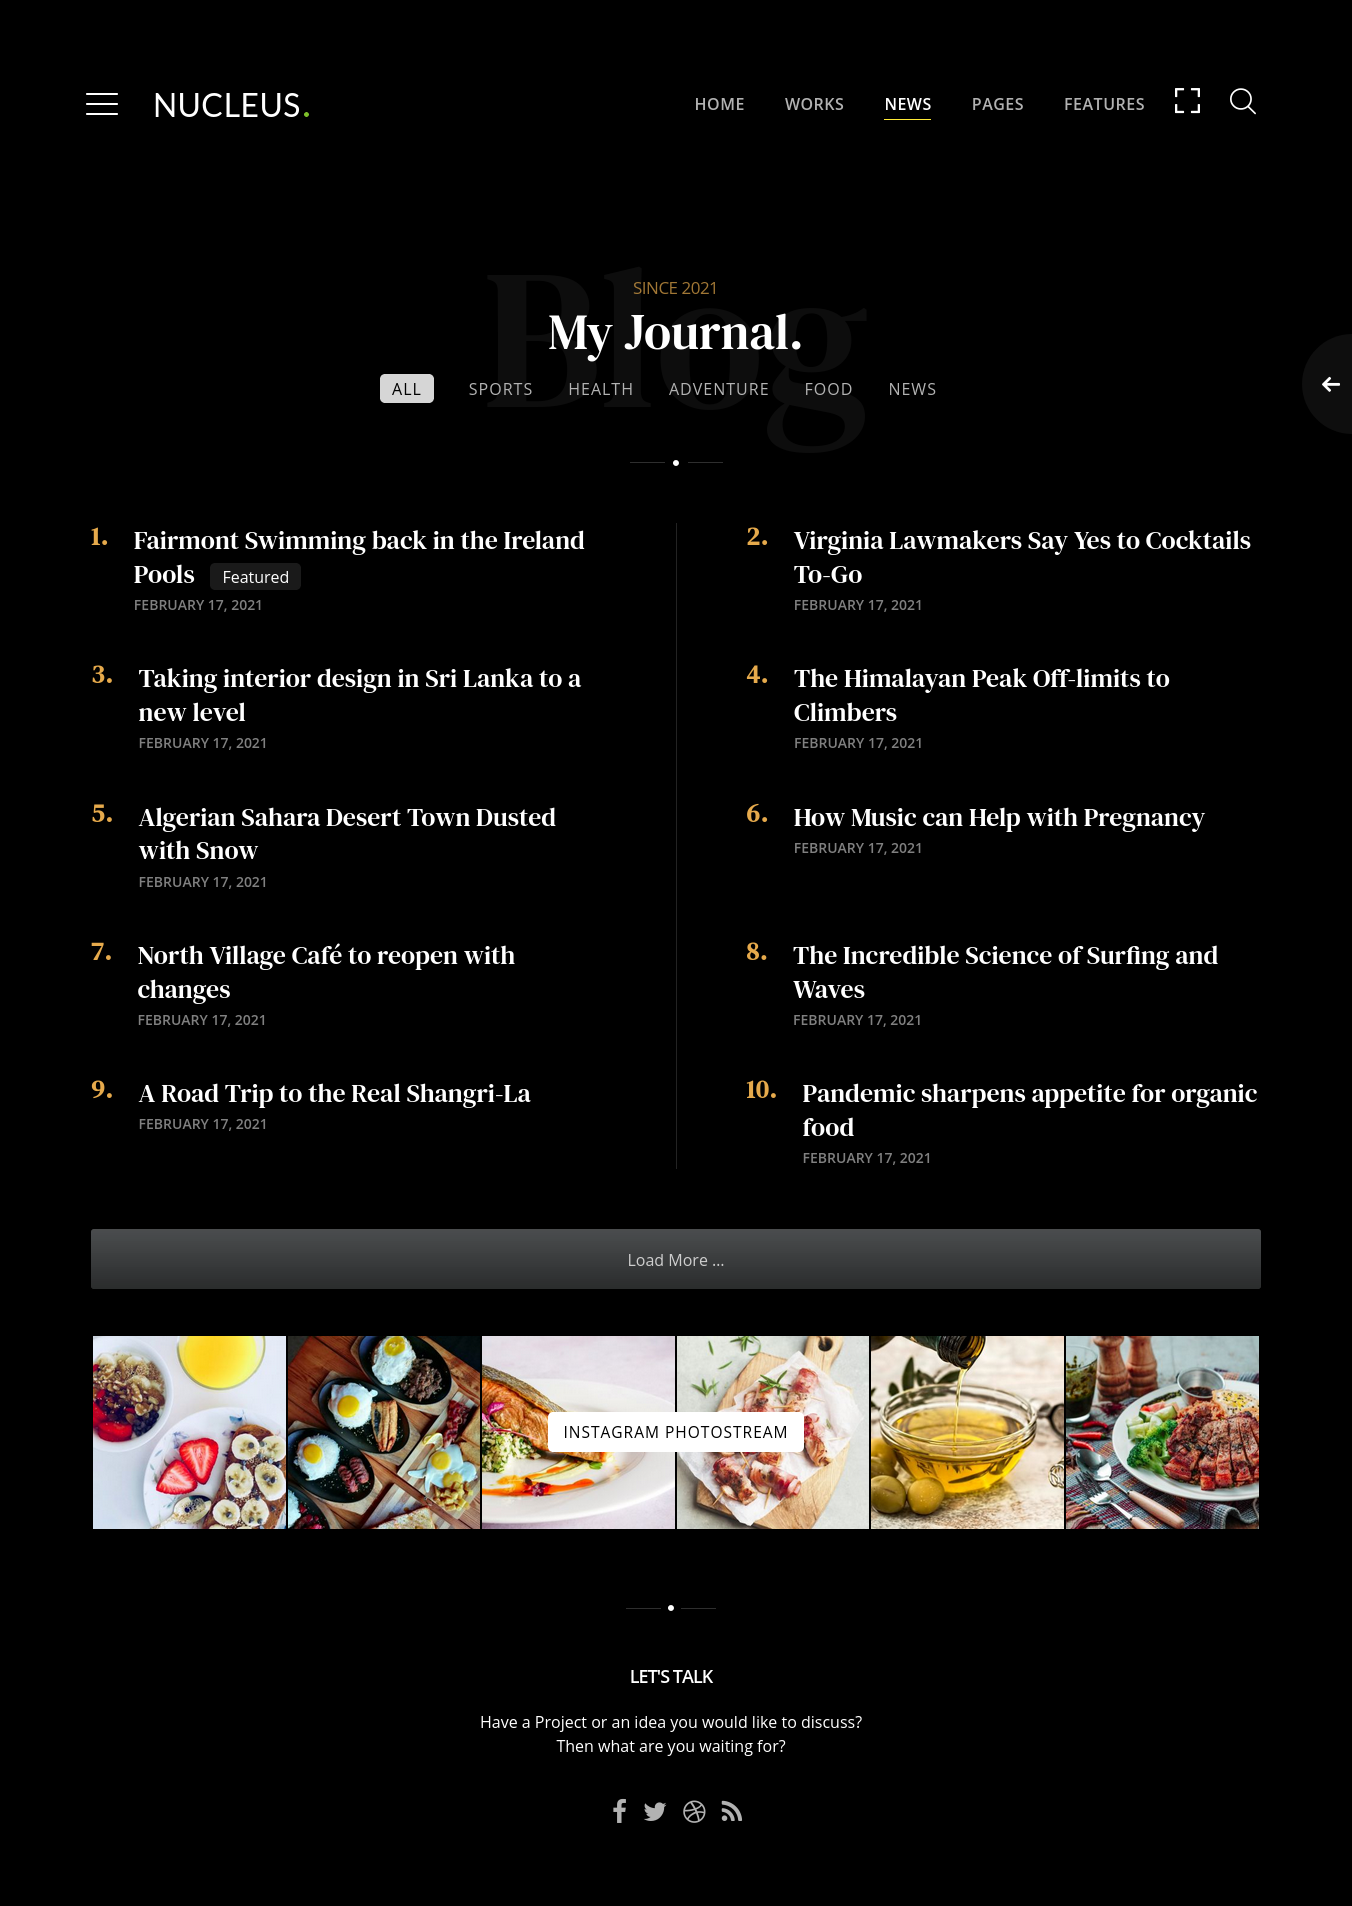 NUCLEUS.
HOME WORKS NEWS PAGES FEATURES
Blog
SINCE 2021
My Journal.
ALL SPORTS HEALTH ADVENTURE FOOD NEWS
1. Fairmont Swimming back in the Ireland
Pools Featured
FEBRUARY 17, 2021
2. Virginia Lawmakers Say Yes to Cocktails
To-Go
FEBRUARY 17, 2021
3. Taking interior design in Sri Lanka to a
new level
FEBRUARY 17, 2021
4. The Himalayan Peak Off-limits to
Climbers
FEBRUARY 17, 2021
5. Algerian Sahara Desert Town Dusted
with Snow
FEBRUARY 17, 2021
6. How Music can Help with Pregnancy
FEBRUARY 17, 2021
7. North Village Café to reopen with
changes
FEBRUARY 17, 2021
8. The Incredible Science of Surfing and
Waves
FEBRUARY 17, 2021
9. A Road Trip to the Real Shangri-La
FEBRUARY 17, 2021
10. Pandemic sharpens appetite for organic
food
FEBRUARY 17, 2021
Load More ...
INSTAGRAM PHOTOSTREAM
LET'S TALK
Have a Project or an idea you would like to discuss?
Then what are you waiting for?